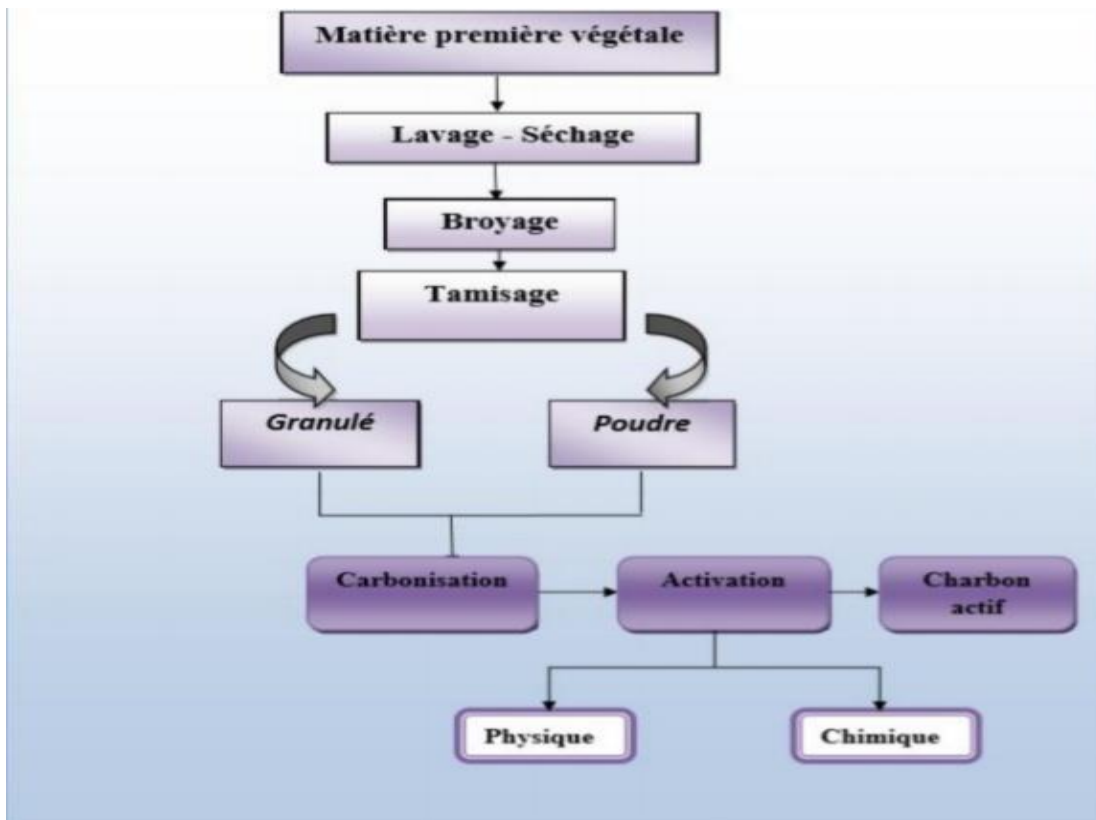 Matière première végétale
Lavage - Séchage
Broyage
Tamisage
Granulé
Poudre
Carbonisation
Activation
Charbon
actif
Physique
Chimique